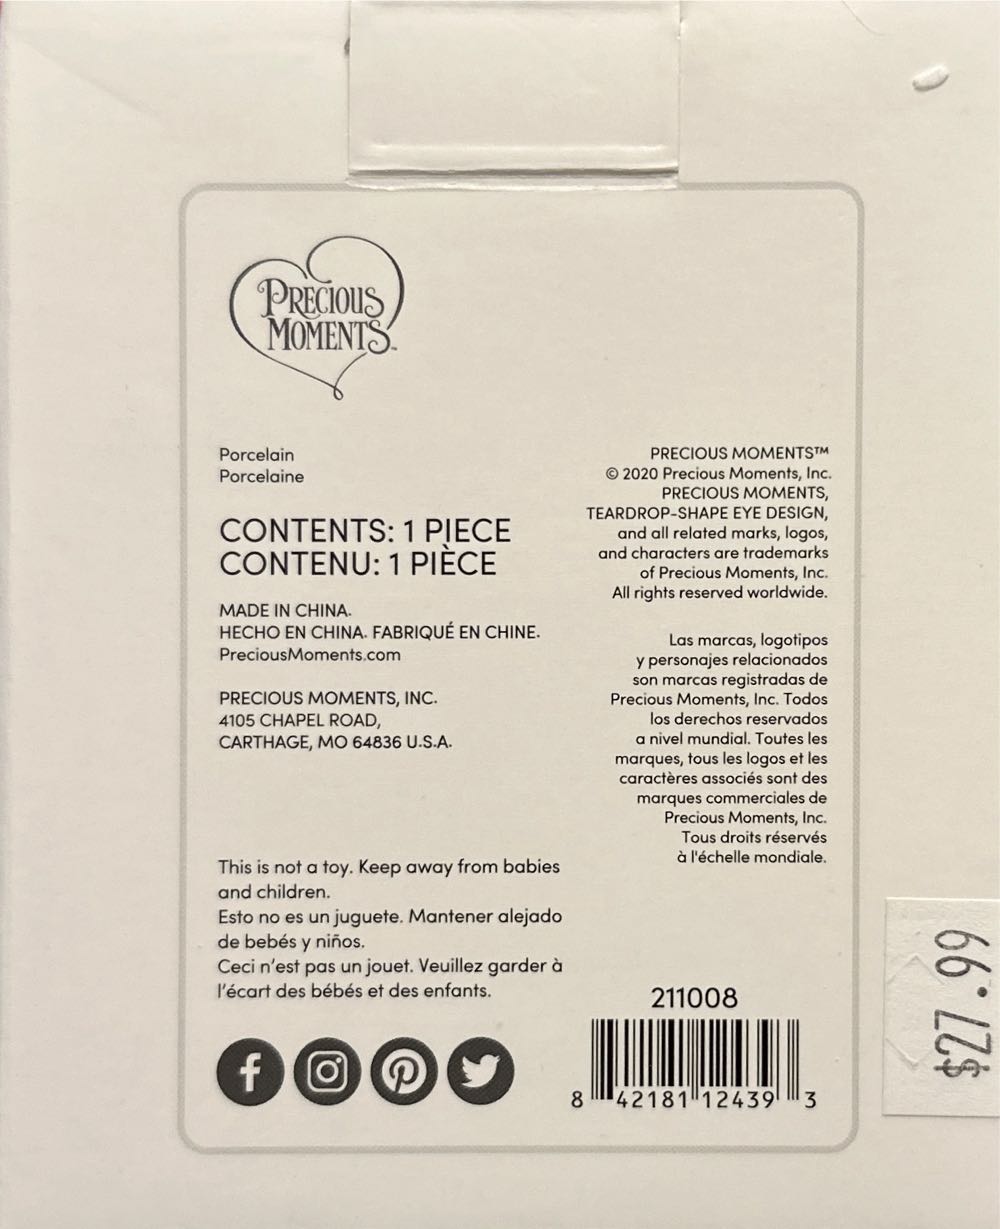 PRECIOUS
MOMENTS™
Porcelain
Porcelaine
CONTENTS: 1 PIECE
CONTENU: 1 PIÈCE
MADE IN CHINA.
HECHO EN CHINA. FABRIQUÉ EN CHINE.
PreciousMoments.com
PRECIOUS MOMENTS, INC.
4105 CHAPEL ROAD,
CARTHAGE, MO 64836 U.S.A.
This is not a toy. Keep away from babies
and children.
Esto no es un juguete. Mantener alejado
de bebés y niños.
Ceci n'est pas un jouet. Veuillez garder à
l'écart des bébés et des enfants.
PRECIOUS MOMENTS™
© 2020 Precious Moments, Inc.
PRECIOUS MOMENTS,
TEARDROP-SHAPE EYE DESIGN,
and all related marks, logos,
and characters are trademarks
of Precious Moments, Inc.
All rights reserved worldwide.
Las marcas, logotipos
y personajes relacionados
son marcas registradas de
Precious Moments, Inc. Todos
los derechos reservados
a nivel mundial. Toutes les
marques, tous les logos et les
caractères associés sont des
marques commerciales de
Precious Moments, Inc.
Tous droits réservés
à l'échelle mondiale.
211008
8 42181 12439 3
$27.99